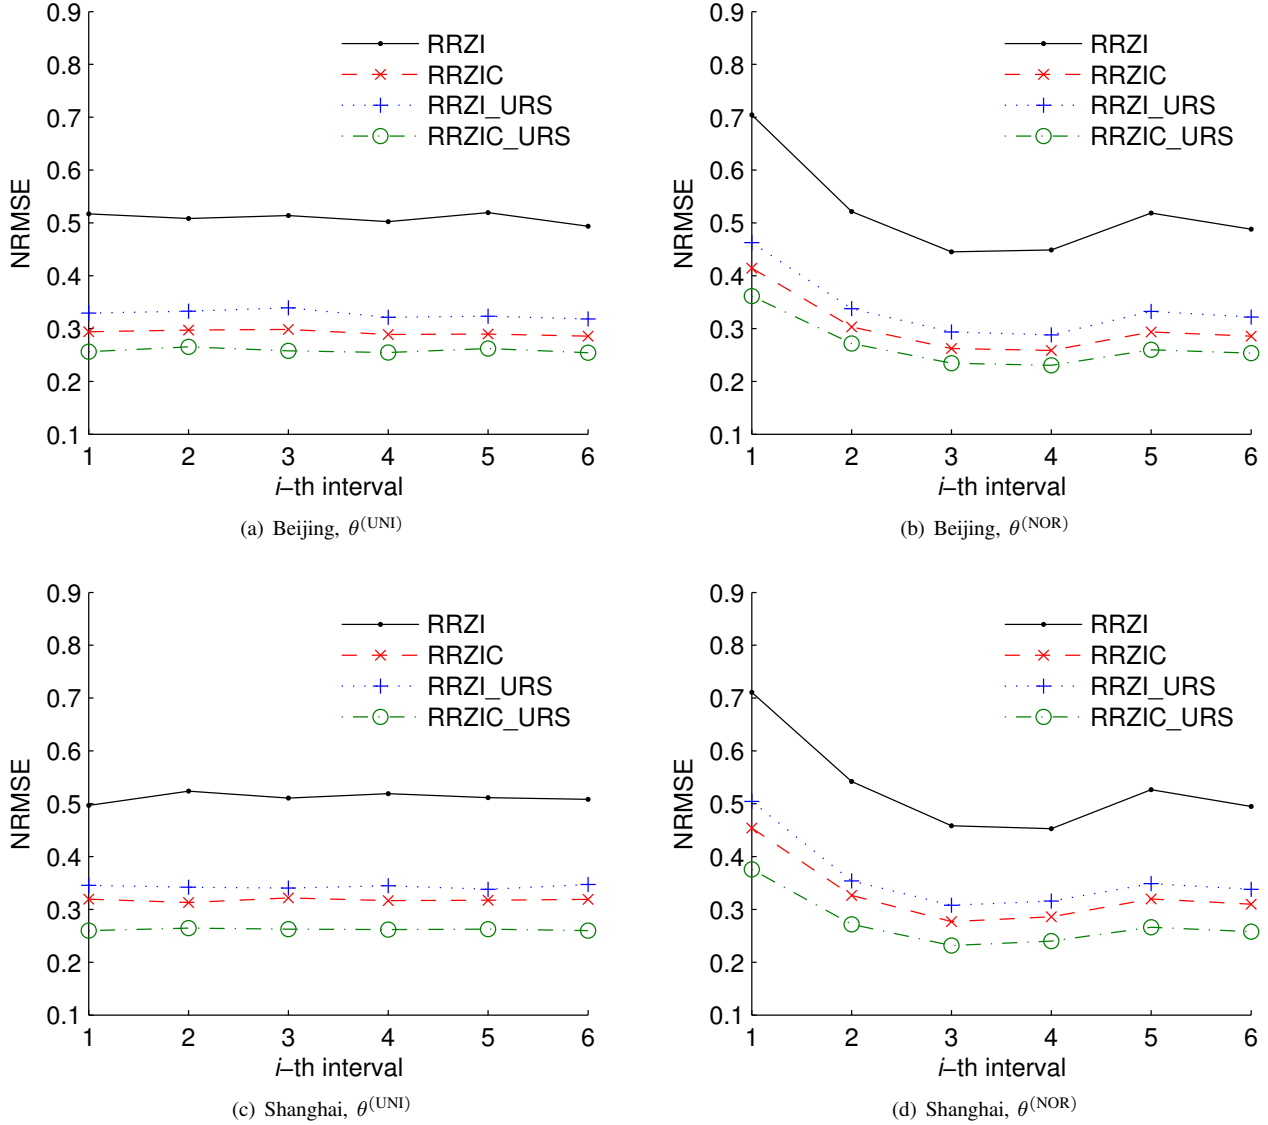 0.9
0.8
0.7
0.6
0.5
0.4
0.3
0.2
0.1
NRMSE
RRZI
RRZIC
RRZI_URS
RRZIC_URS
1 2 3 4 5 6
i–th interval
(a) Beijing, θ(UNI)
0.9
0.8
0.7
0.6
0.5
0.4
0.3
0.2
0.1
NRMSE
RRZI
RRZIC
RRZI_URS
RRZIC_URS
1 2 3 4 5 6
i–th interval
(b) Beijing, θ(NOR)
0.9
0.8
0.7
0.6
0.5
0.4
0.3
0.2
0.1
NRMSE
RRZI
RRZIC
RRZI_URS
RRZIC_URS
1 2 3 4 5 6
i–th interval
(c) Shanghai, θ(UNI)
0.9
0.8
0.7
0.6
0.5
0.4
0.3
0.2
0.1
NRMSE
RRZI
RRZIC
RRZI_URS
RRZIC_URS
1 2 3 4 5 6
i–th interval
(d) Shanghai, θ(NOR)